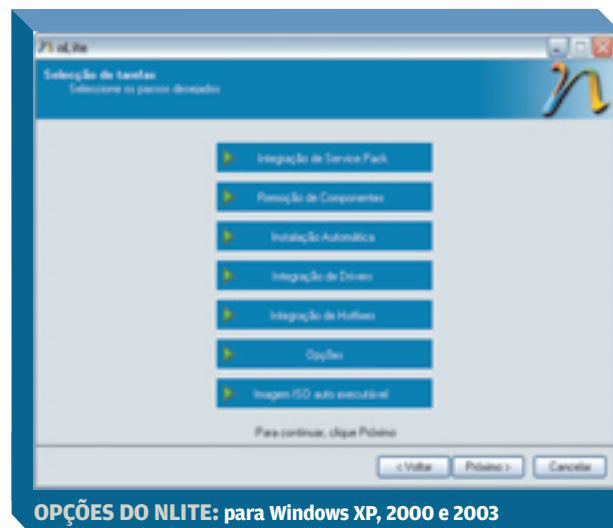 nLite
Selecção de tarefas
Seleccione os passos desejados
Integração de Service Pack
Remoção de Componentes
Instalação Automática
Integração de Drivers
Integração de Hotfixes
Opções
Imagem ISO auto executável
Para continuar, clique Próximo
< Voltar Próximo > Cancelar
OPÇÕES DO NLITE: para Windows XP, 2000 e 2003